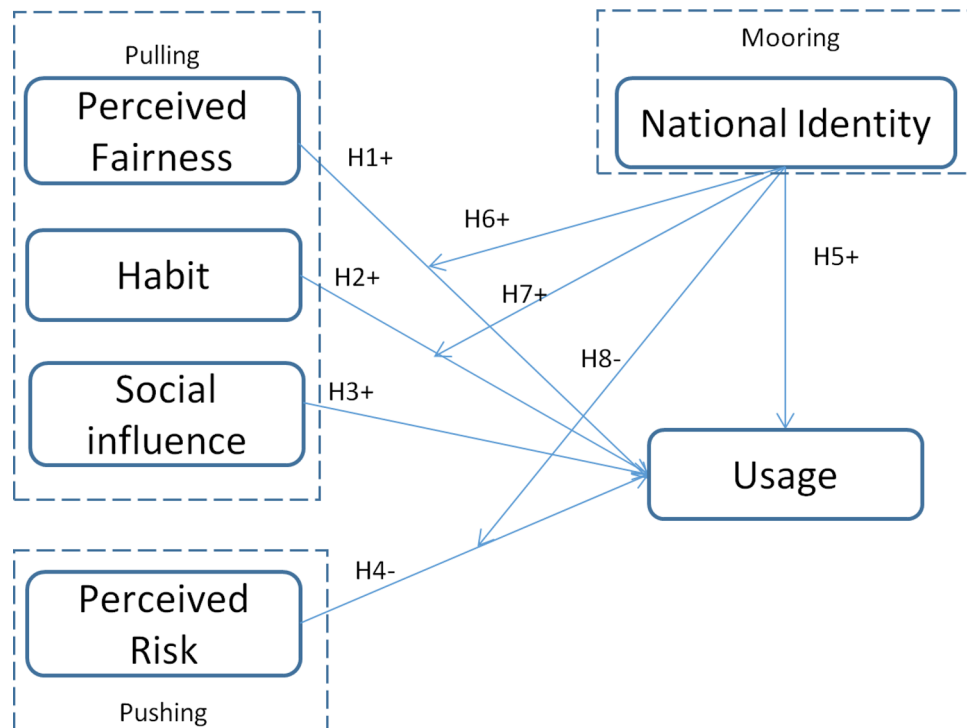 Pulling
Perceived
Fairness
Habit
Social
influence
Perceived
Risk
Pushing
Mooring
National Identity
Usage
H1+
H2+
H3+
H4-
H5+
H6+
H7+
H8-